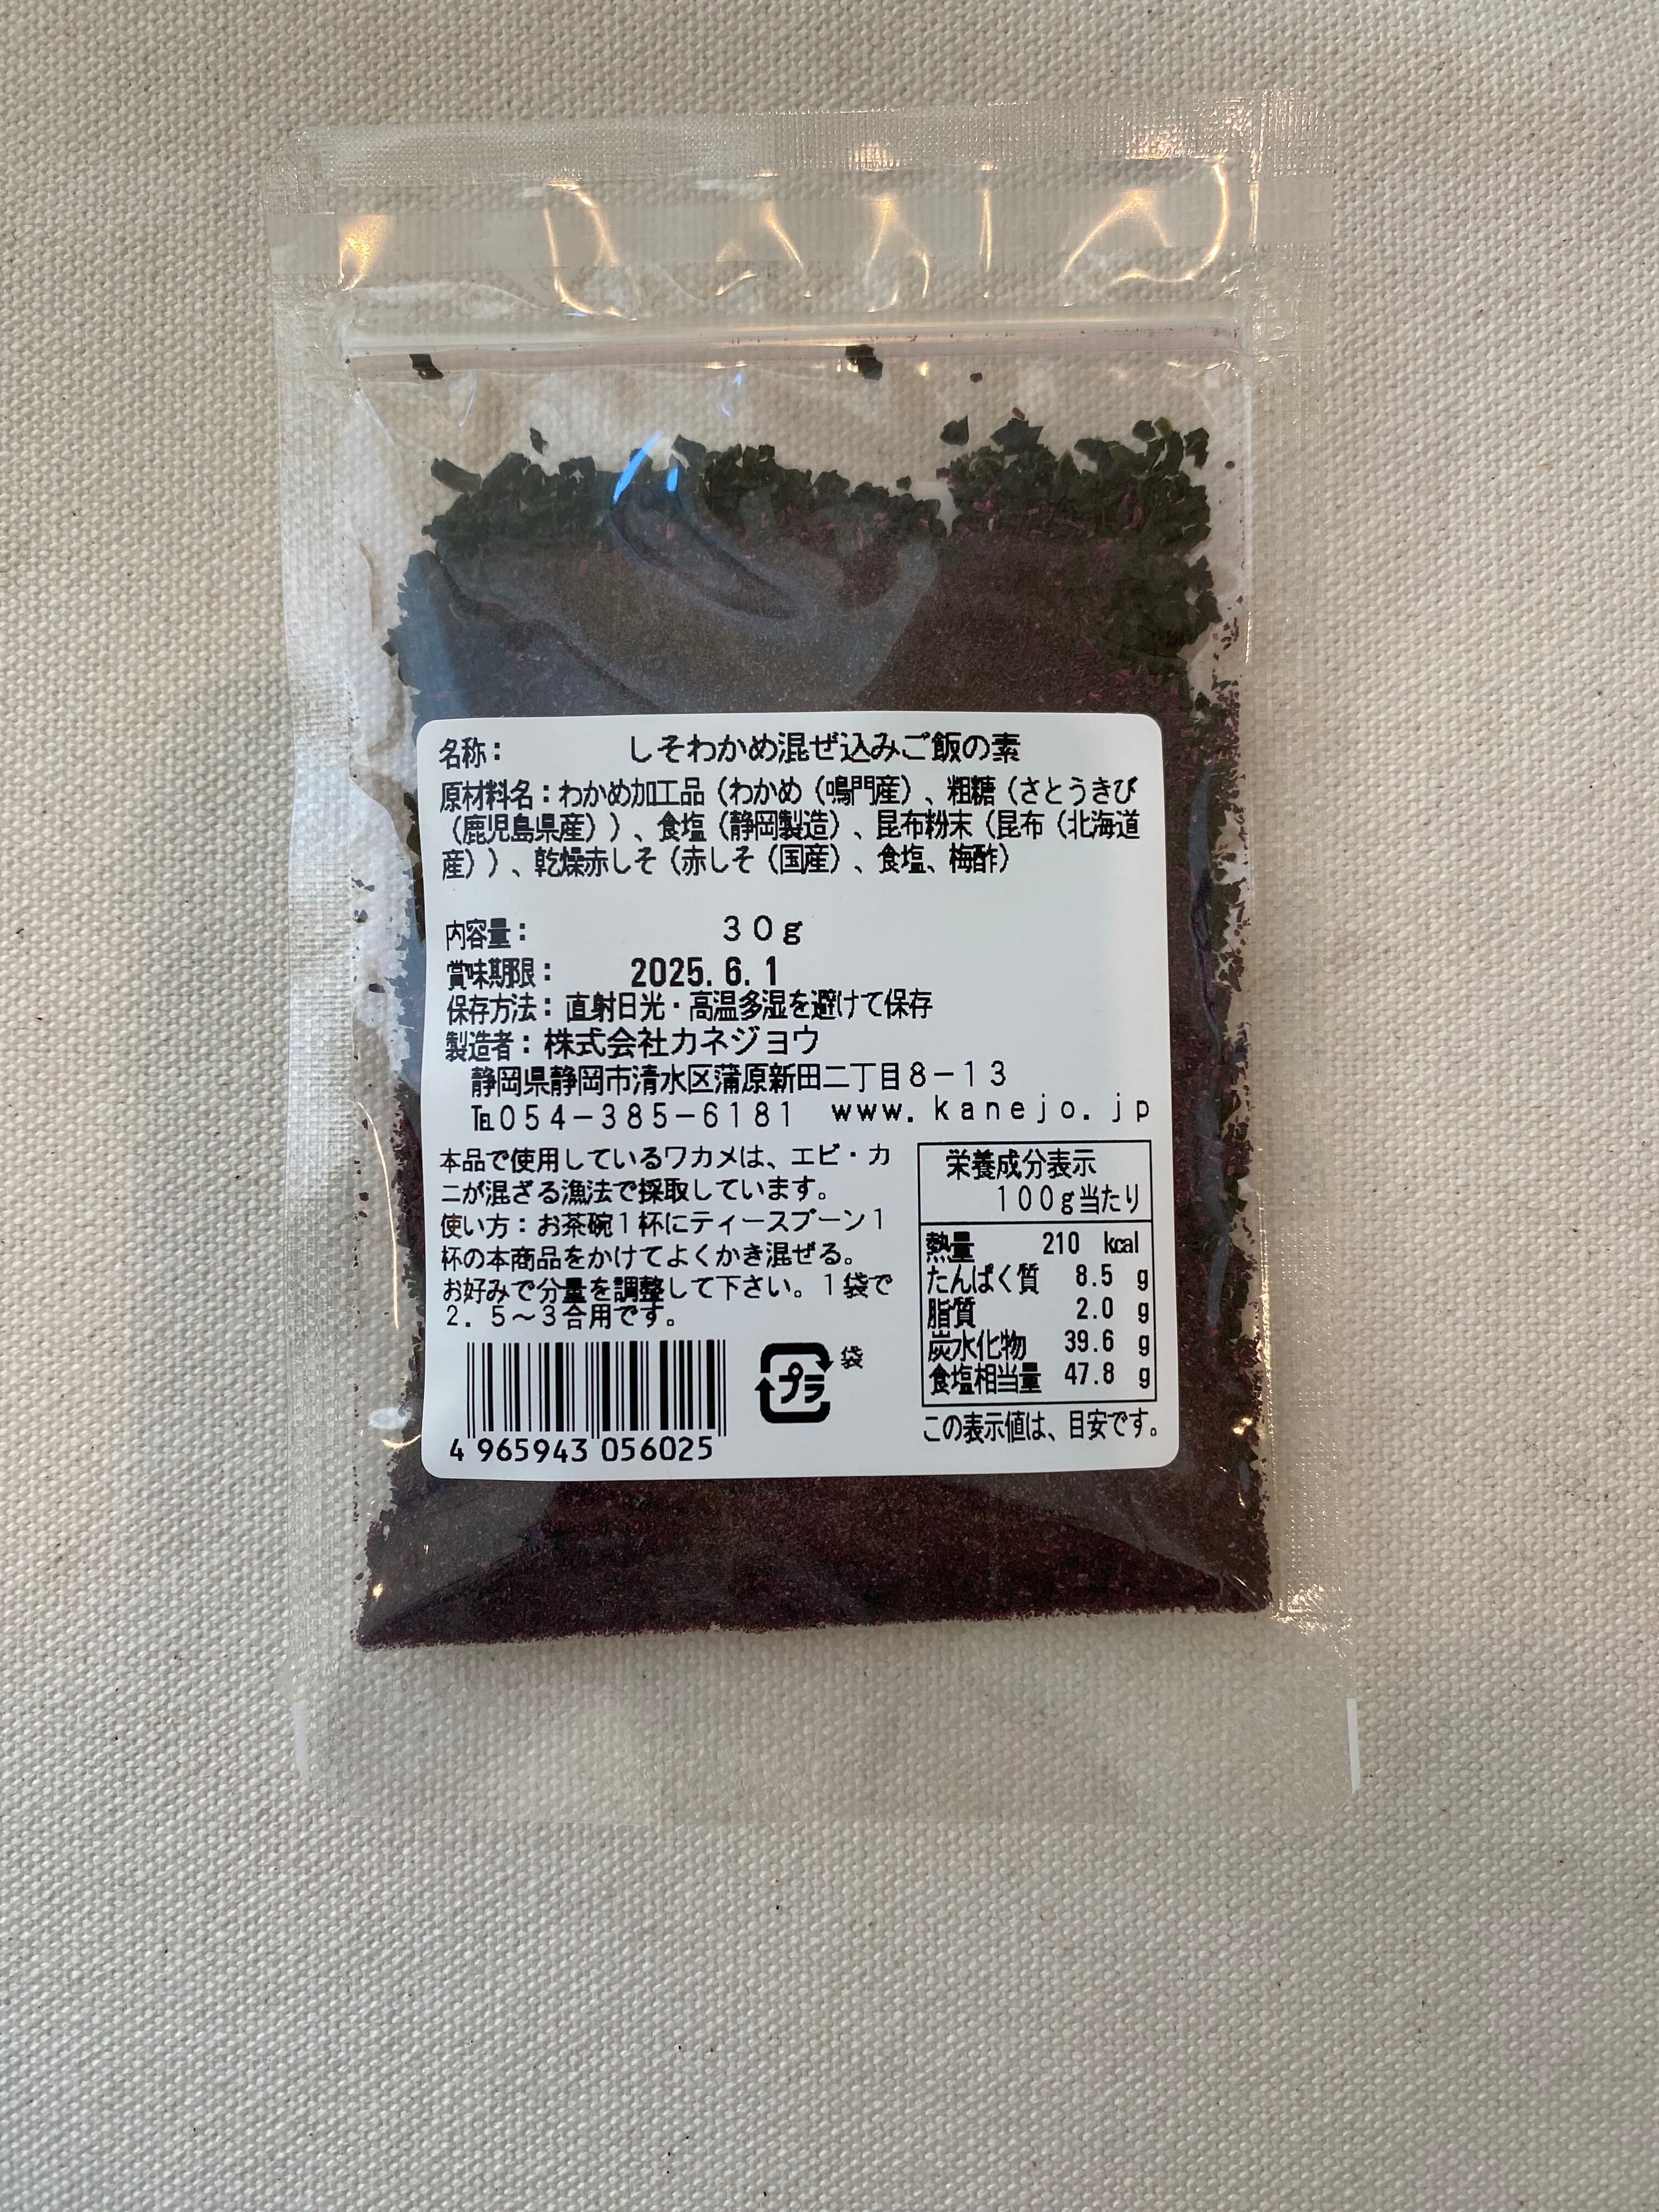 名称： しそわかめ混ぜ込みご飯の素
原材料名：わかめ加工品（わかめ（鳴門産）、粗糖（さとうきび
（鹿児島県産））、食塩（静岡製造）、昆布粉末（昆布（北海道
産））、乾燥赤しそ（赤しそ（国産）、食塩、梅酢）
内容量： 30g
賞味期限： 2025.6.1
保存方法：直射日光・高温多湿を避けて保存
製造者：株式会社カネジョウ
静岡県静岡市清水区蒲原新田二丁目8－13
℡054－385－6181 www.kanejo.jp
本品で使用しているワカメは、エビ・カ
ニが混ざる漁法で採取しています。
使い方：お茶碗1杯にティースプーン1
杯の本商品をかけてよくかき混ぜる。
お好みで分量を調整して下さい。1袋で
2．5～3合用です。
栄養成分表示
100g当たり
熱量 210 kcal
たんぱく質 8.5 g
脂質 2.0 g
炭水化物 39.6 g
食塩相当量 47.8 g
この表示値は、目安です。
プラ 袋
4 965943 056025